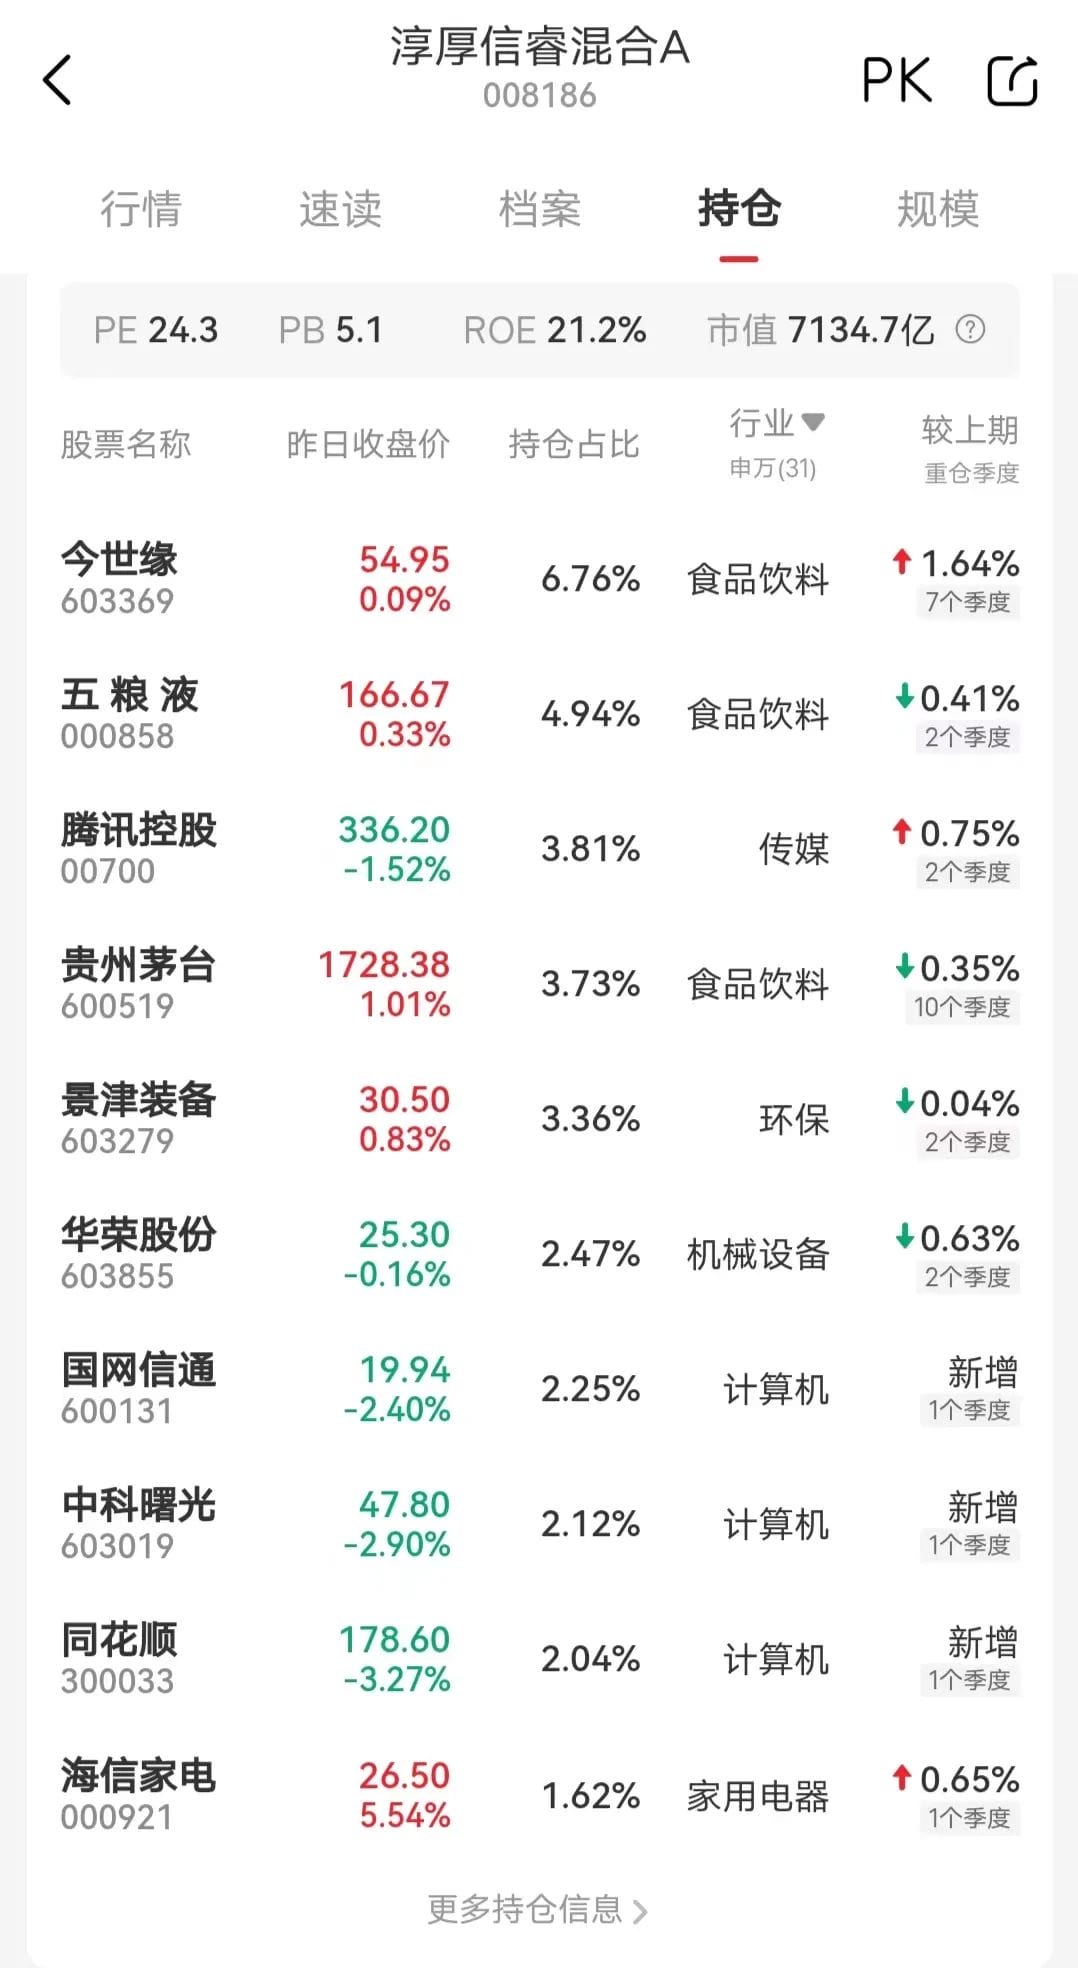 淳厚信睿混合A
008186
PK
行情 速读 档案 持仓 规模
PE 24.3 PB 5.1 ROE 21.2% 市值 7134.7亿 ?
股票名称 昨日收盘价 持仓占比 行业▼ 较上期
申万(31) 重仓季度
今世缘 54.95 6.76% 食品饮料 ↑1.64%
603369 0.09% 7个季度
五 粮 液 166.67 4.94% 食品饮料 ↓0.41%
000858 0.33% 2个季度
腾讯控股 336.20 3.81% 传媒 ↑0.75%
00700 -1.52% 2个季度
贵州茅台 1728.38 3.73% 食品饮料 ↓0.35%
600519 1.01% 10个季度
景津装备 30.50 3.36% 环保 ↓0.04%
603279 0.83% 2个季度
华荣股份 25.30 2.47% 机械设备 ↓0.63%
603855 -0.16% 2个季度
国网信通 19.94 2.25% 计算机 新增
600131 -2.40% 1个季度
中科曙光 47.80 2.12% 计算机 新增
603019 -2.90% 1个季度
同花顺 178.60 2.04% 计算机 新增
300033 -3.27% 1个季度
海信家电 26.50 1.62% 家用电器 ↑0.65%
000921 5.54% 1个季度
更多持仓信息 >